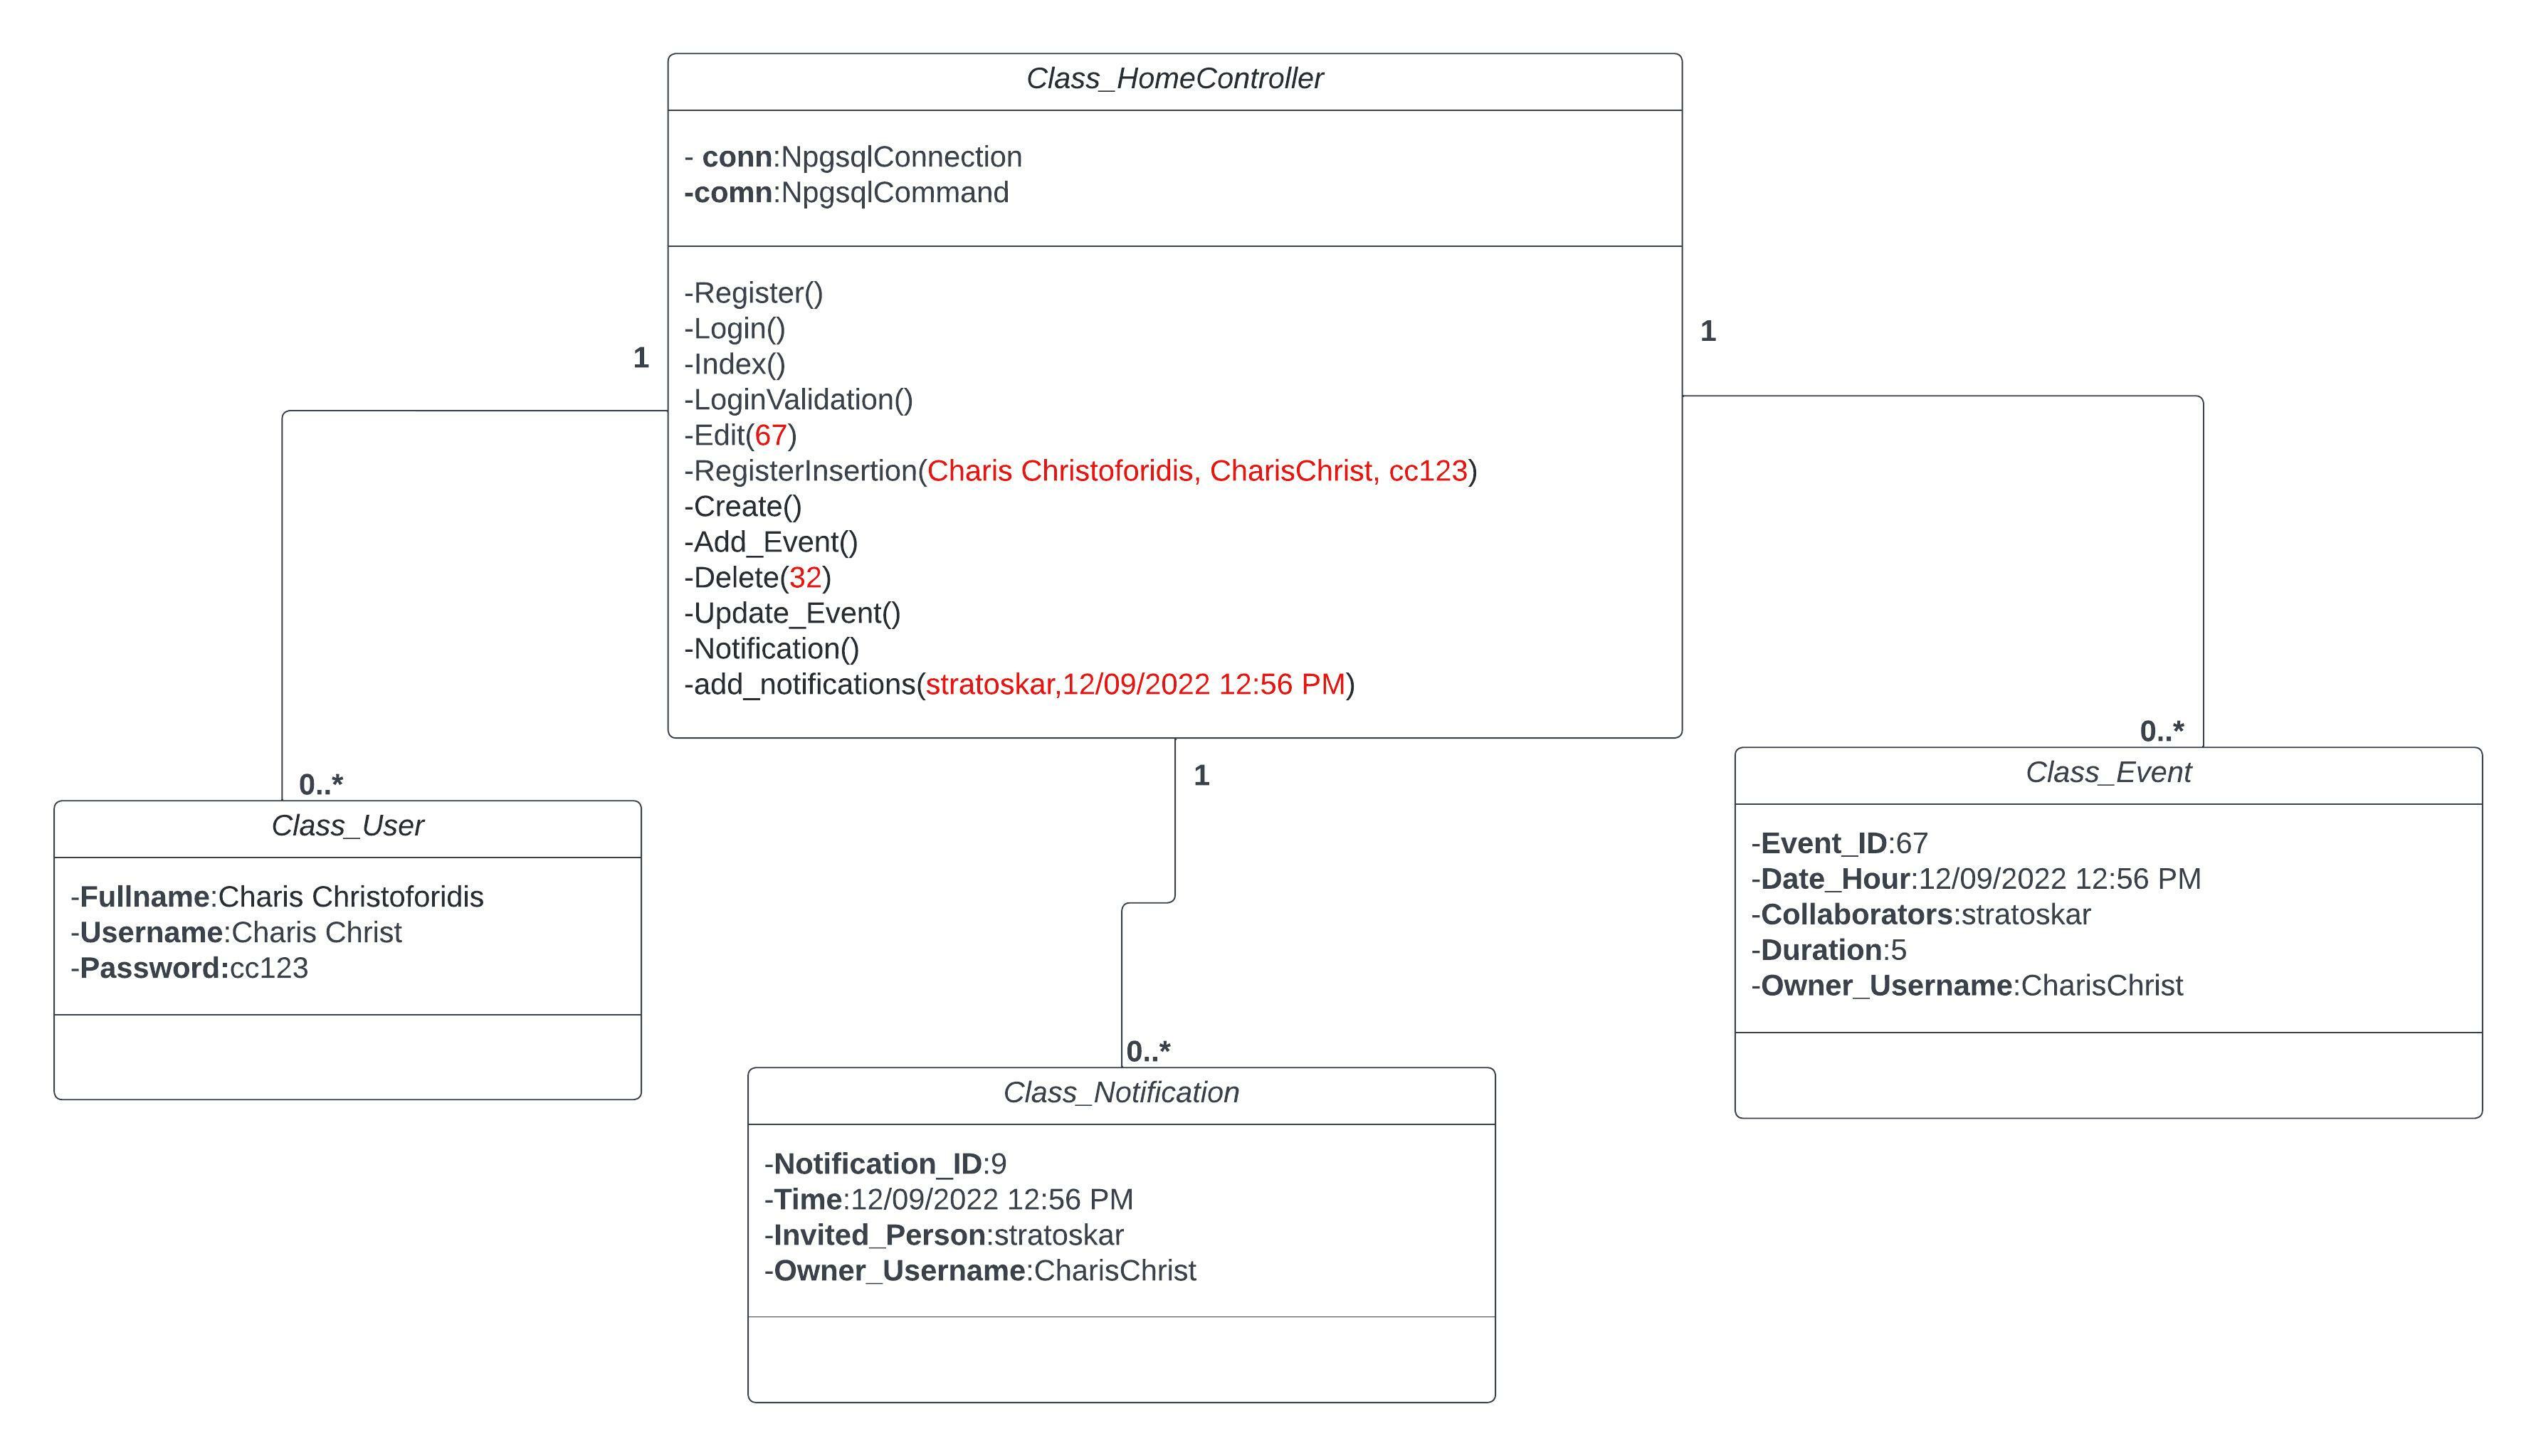 Class_HomeController
- conn:NpgsqlConnection
-comn:NpgsqlCommand
-Register()
-Login()
-Index()
-LoginValidation()
-Edit(67)
-RegisterInsertion(Charis Christoforidis, CharisChrist, cc123)
-Create()
-Add_Event()
-Delete(32)
-Update_Event()
-Notification()
-add_notifications(stratoskar,12/09/2022 12:56 PM)
1
1
1
0..*
Class_User
-Fullname:Charis Christoforidis
-Username:Charis Christ
-Password:cc123
0..*
Class_Notification
-Notification_ID:9
-Time:12/09/2022 12:56 PM
-Invited_Person:stratoskar
-Owner_Username:CharisChrist
0..*
Class_Event
-Event_ID:67
-Date_Hour:12/09/2022 12:56 PM
-Collaborators:stratoskar
-Duration:5
-Owner_Username:CharisChrist